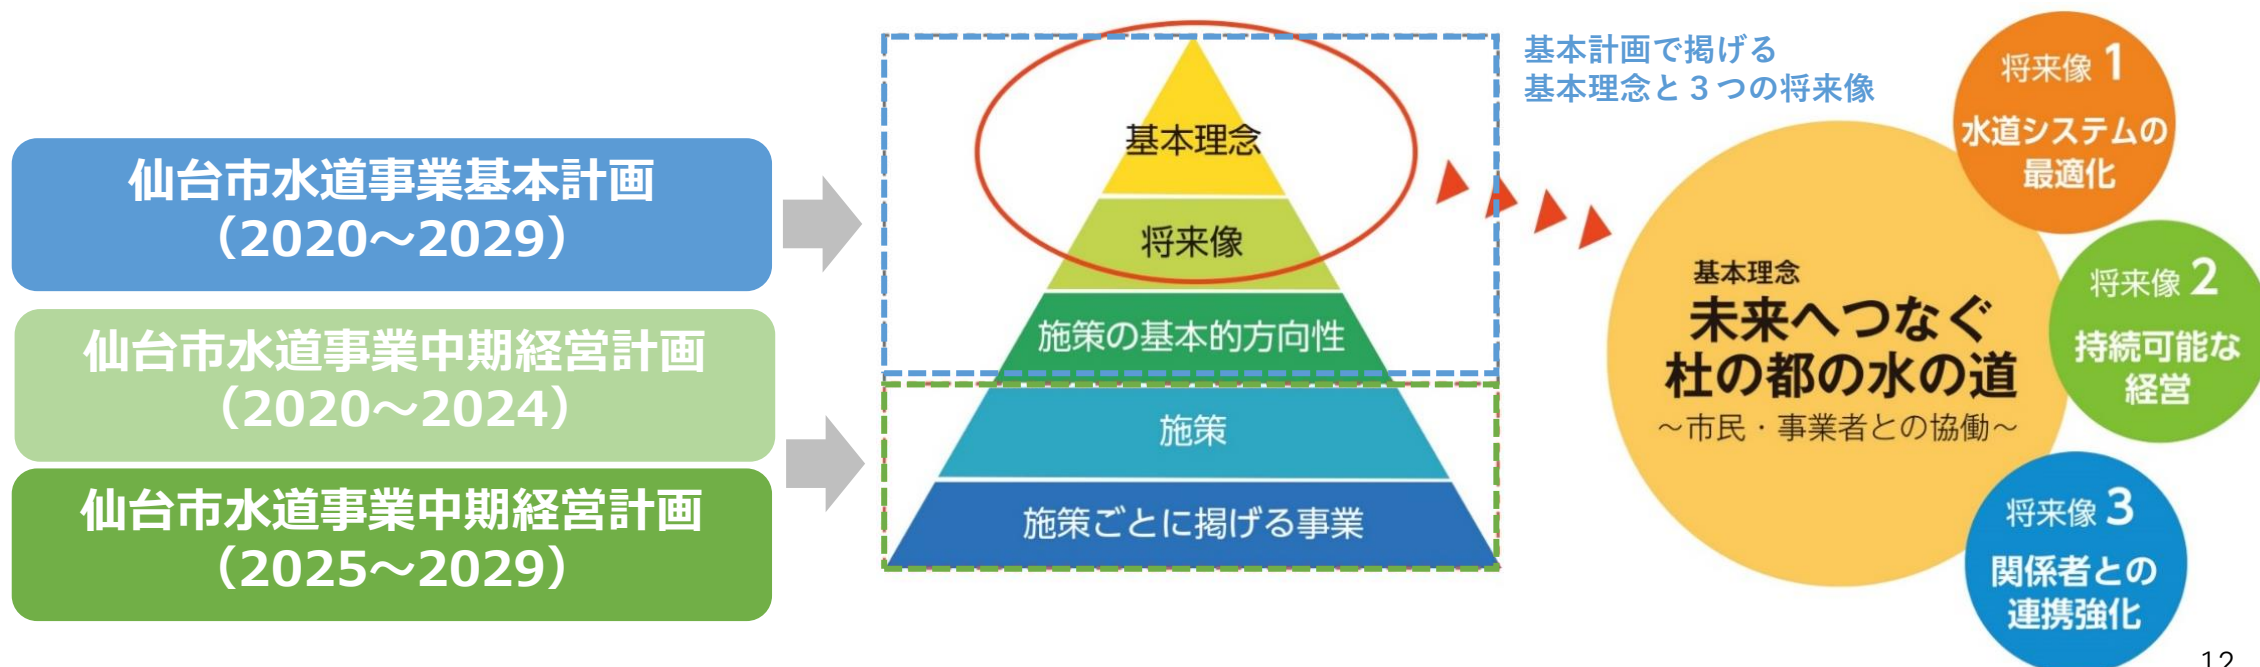 仙台市水道事業基本計画
（2020～2029）
仙台市水道事業中期経営計画
（2020～2024）
仙台市水道事業中期経営計画
（2025～2029）
基本理念
将来像
施策の基本的方向性
施策
施策ごとに掲げる事業
基本計画で掲げる
基本理念と３つの将来像
基本理念
未来へつなぐ
杜の都の水の道
～市民・事業者との協働～
将来像 1
水道システムの
最適化
将来像 2
持続可能な
経営
将来像 3
関係者との
連携強化
12